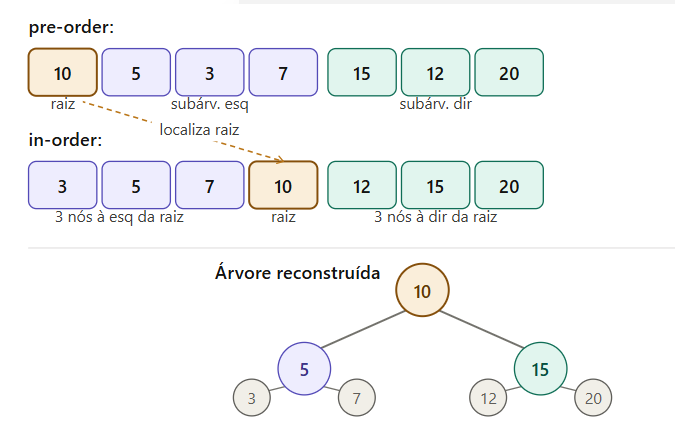 pre-order:
10 5 3 7 15 12 20
raiz subárv. esq subárv. dir
localiza raiz
in-order:
3 5 7 10 12 15 20
3 nós à esq da raiz raiz 3 nós à dir da raiz
Árvore reconstruída
10
5 15
3 7 12 20